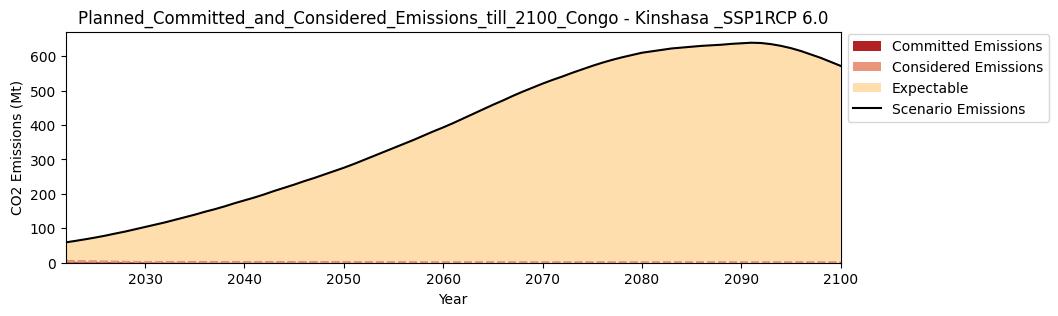 Planned_Committed_and_Considered_Emissions_till_2100_Congo - Kinshasa _SSP1RCP 6.0
600
500
400
300
200
100
0
CO2 Emissions (Mt)
2030
2040
2050
2060
2070
2080
2090
2100
Year
Committed Emissions
Considered Emissions
Expectable
Scenario Emissions